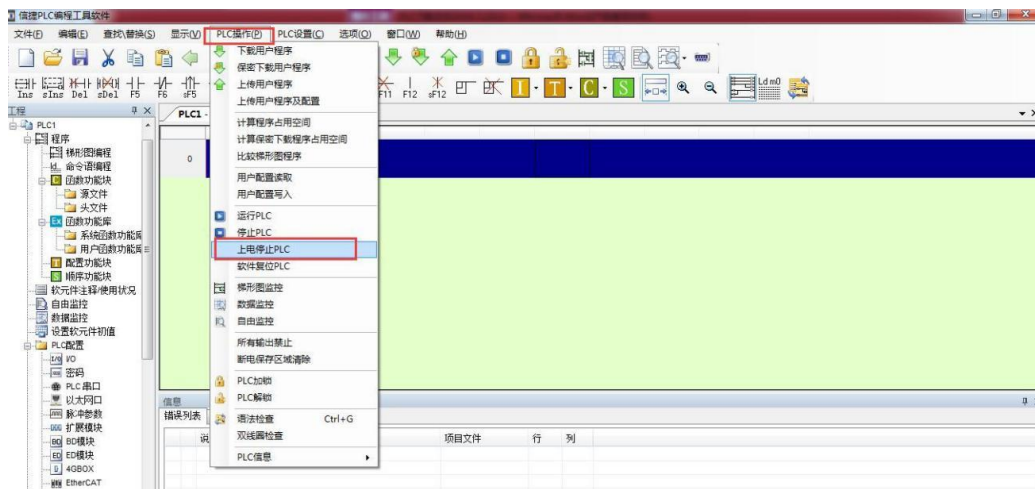 信捷PLC编程工具软件
文件(F) 编辑(E) 查找\替换(S) 显示(V) PLC操作(P) PLC设置(C) 选项(O) 窗口(W) 帮助(H)
Ins sIns Del sDel F5 F6 sF5 F11 F12 sF12 I T C S Ld m0
工程
PLC1
程序
梯形图编程
命令语编程
函数功能块
源文件
头文件
函数功能库
系统函数功能库
用户函数功能库
配置功能块
顺序功能块
软元件注释/使用状况
自由监控
数据监控
设置软元件初值
PLC配置
I/O
密码
PLC串口
以太网口
脉冲参数
扩展模块
BD模块
ED模块
4GBOX
EtherCAT
下载用户程序
保密下载用户程序
上传用户程序
上传用户程序及配置
计算程序占用空间
计算保密下载程序占用空间
比较梯形图程序
用户配置读取
用户配置写入
运行PLC
停止PLC
上电停止PLC
软件复位PLC
梯形图监控
数据监控
自由监控
所有输出禁止
断电保存区域清除
PLC加锁
PLC解锁
语法检查 Ctrl+G
双线圈检查
PLC信息
PLC1 -
0
信息
错误列表
项目文件 行 列